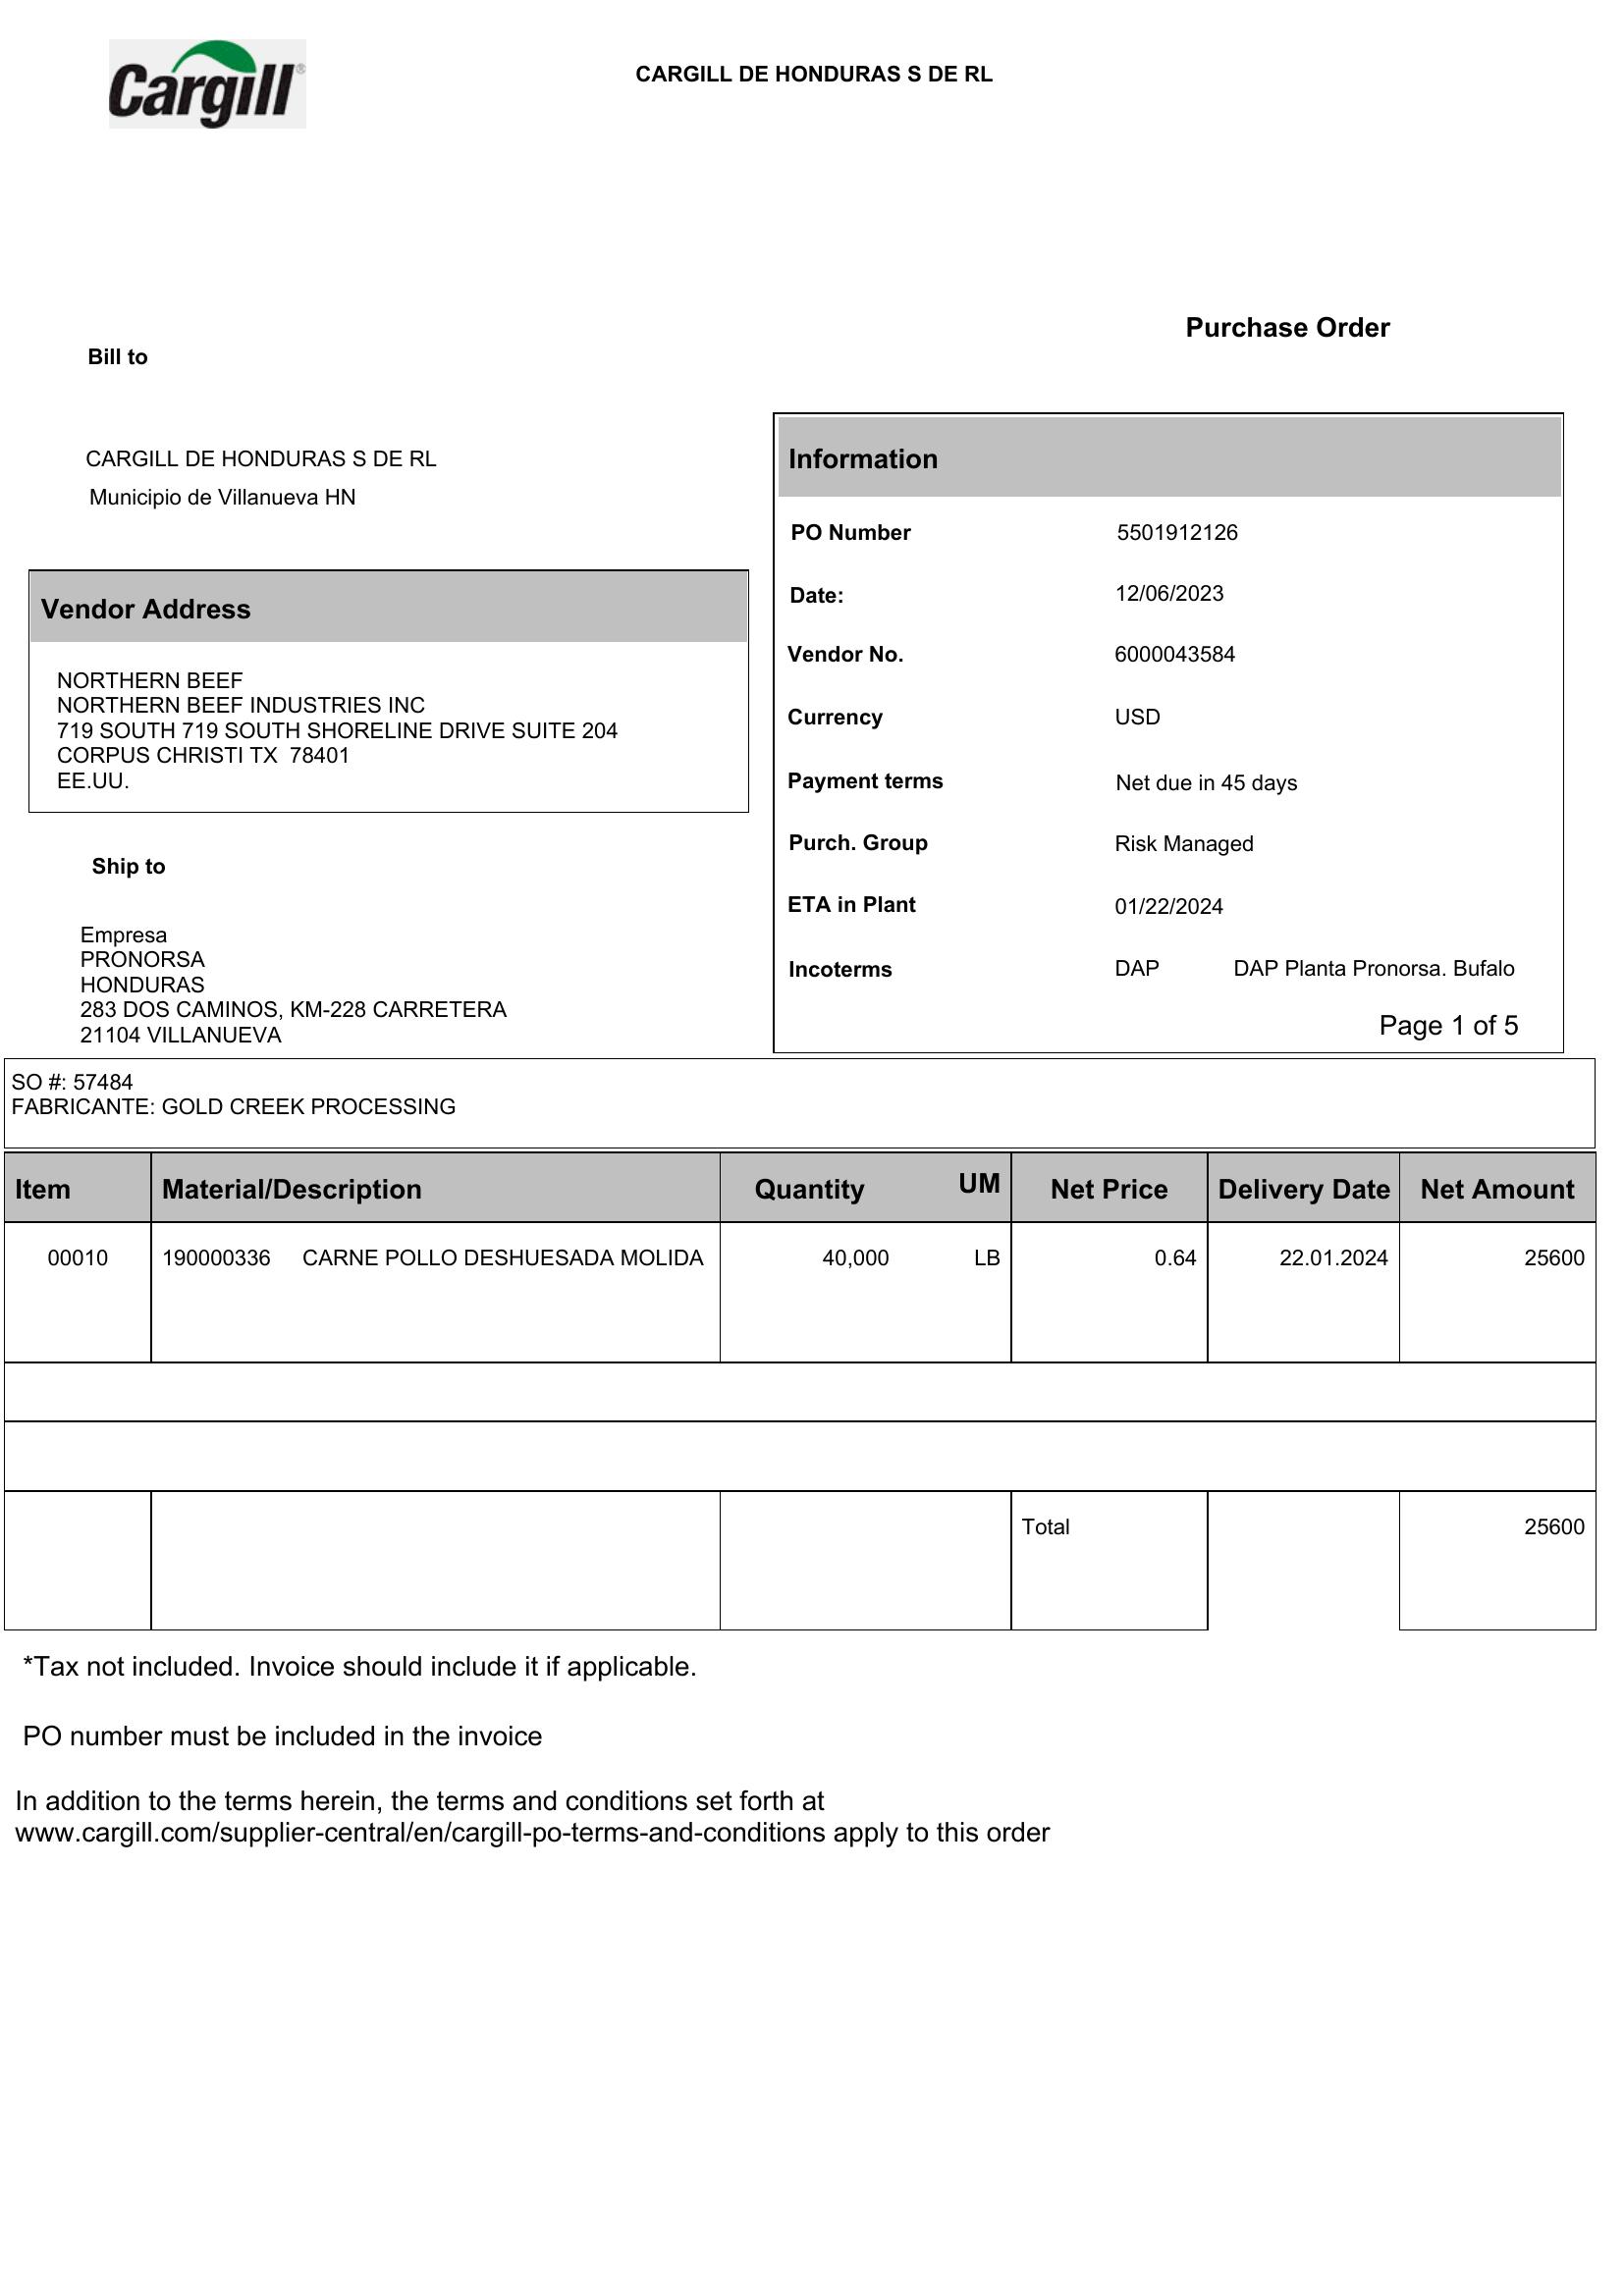 Cargill®
CARGILL DE HONDURAS S DE RL
Purchase Order
Bill to
CARGILL DE HONDURAS S DE RL
Municipio de Villanueva HN
Vendor Address
NORTHERN BEEF
NORTHERN BEEF INDUSTRIES INC
719 SOUTH 719 SOUTH SHORELINE DRIVE SUITE 204
CORPUS CHRISTI TX  78401
EE.UU.
Ship to
Empresa
PRONORSA
HONDURAS
283 DOS CAMINOS, KM-228 CARRETERA
21104 VILLANUEVA
Information
PO Number 5501912126
Date: 12/06/2023
Vendor No. 6000043584
Currency USD
Payment terms Net due in 45 days
Purch. Group Risk Managed
ETA in Plant 01/22/2024
Incoterms DAP DAP Planta Pronorsa. Bufalo
Page 1 of 5
SO #: 57484
FABRICANTE: GOLD CREEK PROCESSING
Item Material/Description Quantity UM Net Price Delivery Date Net Amount
00010 190000336 CARNE POLLO DESHUESADA MOLIDA 40,000 LB 0.64 22.01.2024 25600
Total 25600
*Tax not included. Invoice should include it if applicable.
PO number must be included in the invoice
In addition to the terms herein, the terms and conditions set forth at
www.cargill.com/supplier-central/en/cargill-po-terms-and-conditions apply to this order